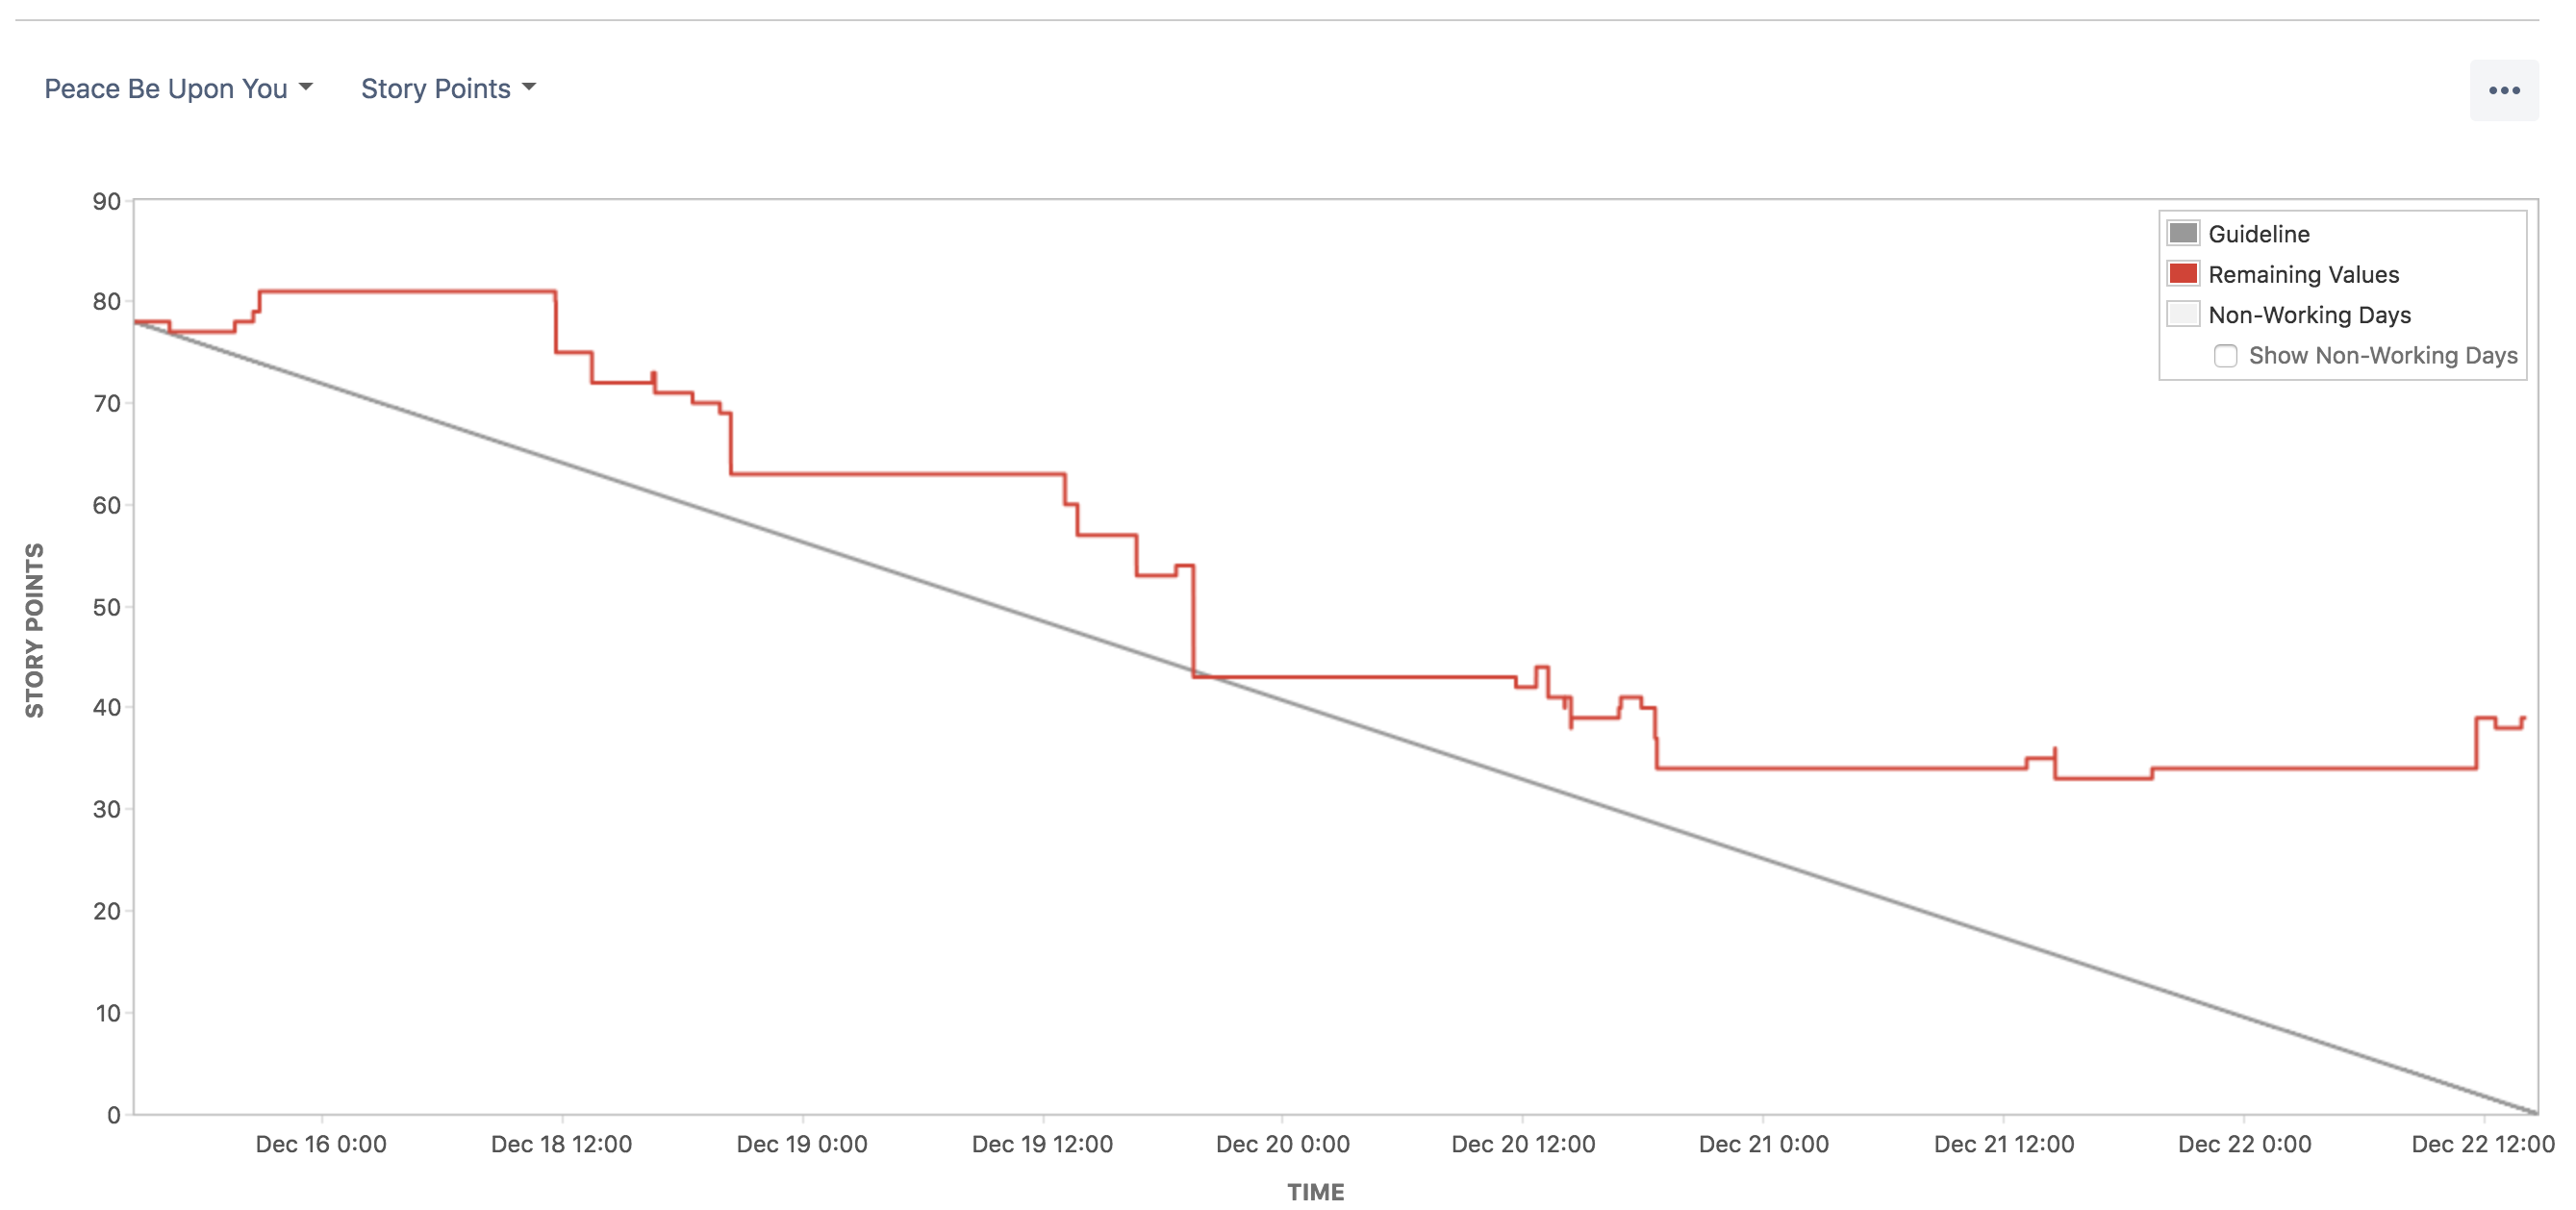 Peace Be Upon You Story Points
90
80
70
60
50
40
30
20
10
0
STORY POINTS
Guideline
Remaining Values
Non-Working Days
Show Non-Working Days
Dec 16 0:00 Dec 18 12:00 Dec 19 0:00 Dec 19 12:00 Dec 20 0:00 Dec 20 12:00 Dec 21 0:00 Dec 21 12:00 Dec 22 0:00 Dec 22 12:00
TIME